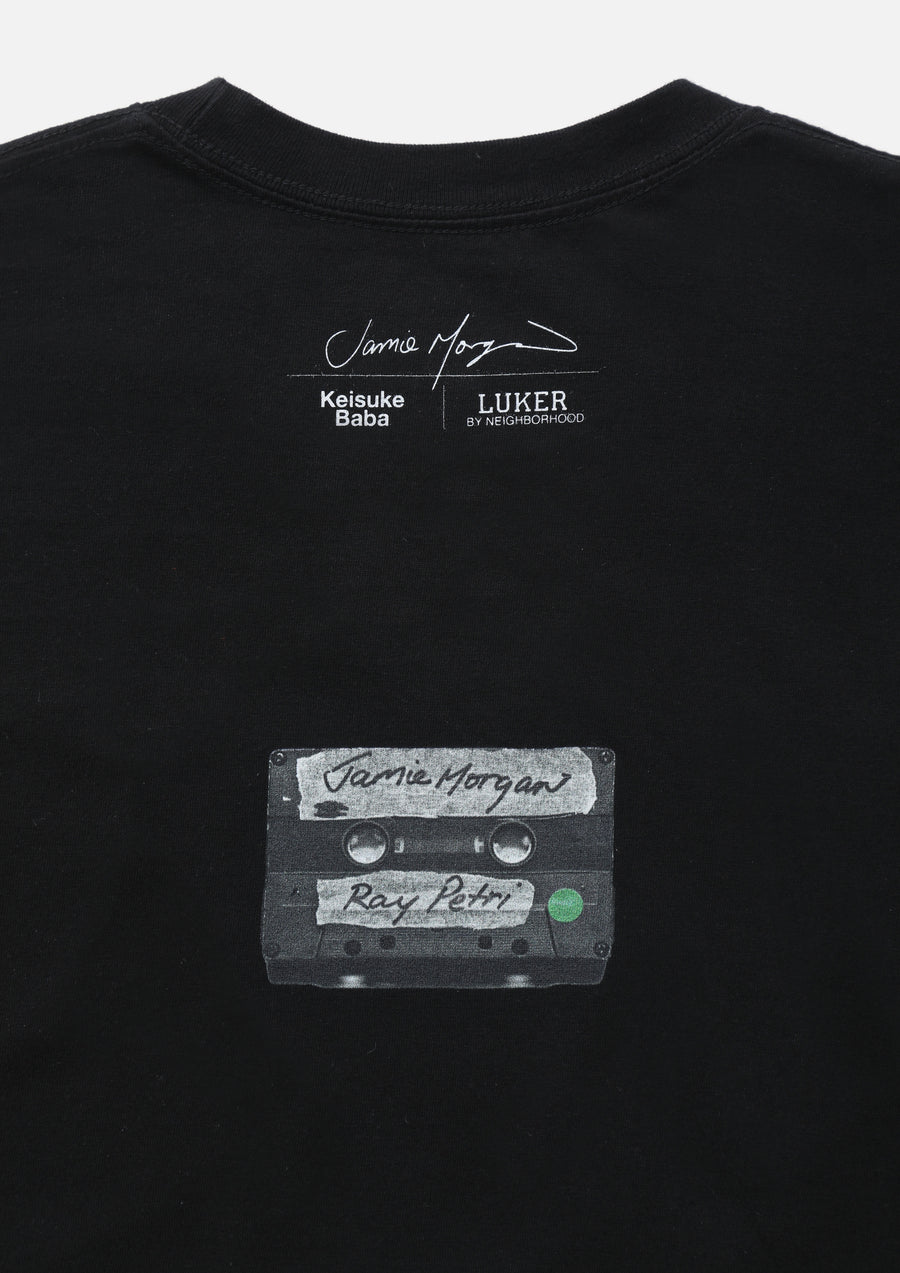 Jamie Morgan
Keisuke
Baba
LUKER
BY NEIGHBORHOOD
Jamie Morgan
Ray Petri